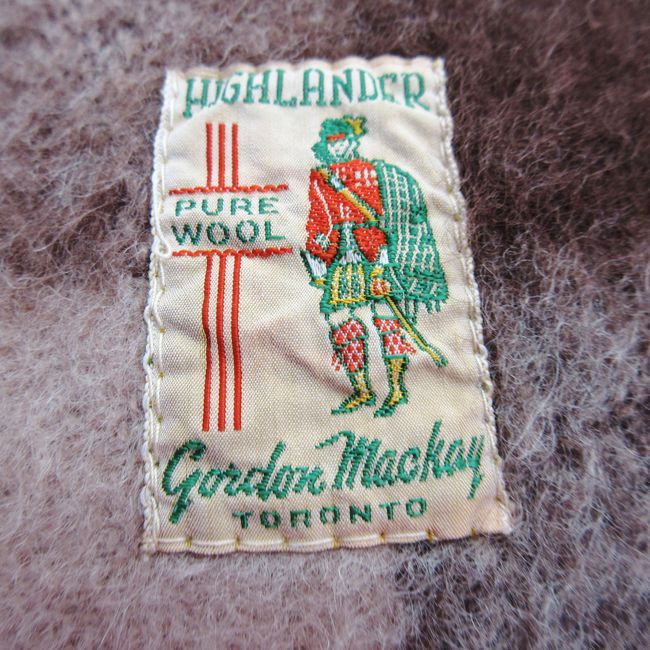 HIGHLANDER
PURE
WOOL
Gordon Mackay
TORONTO